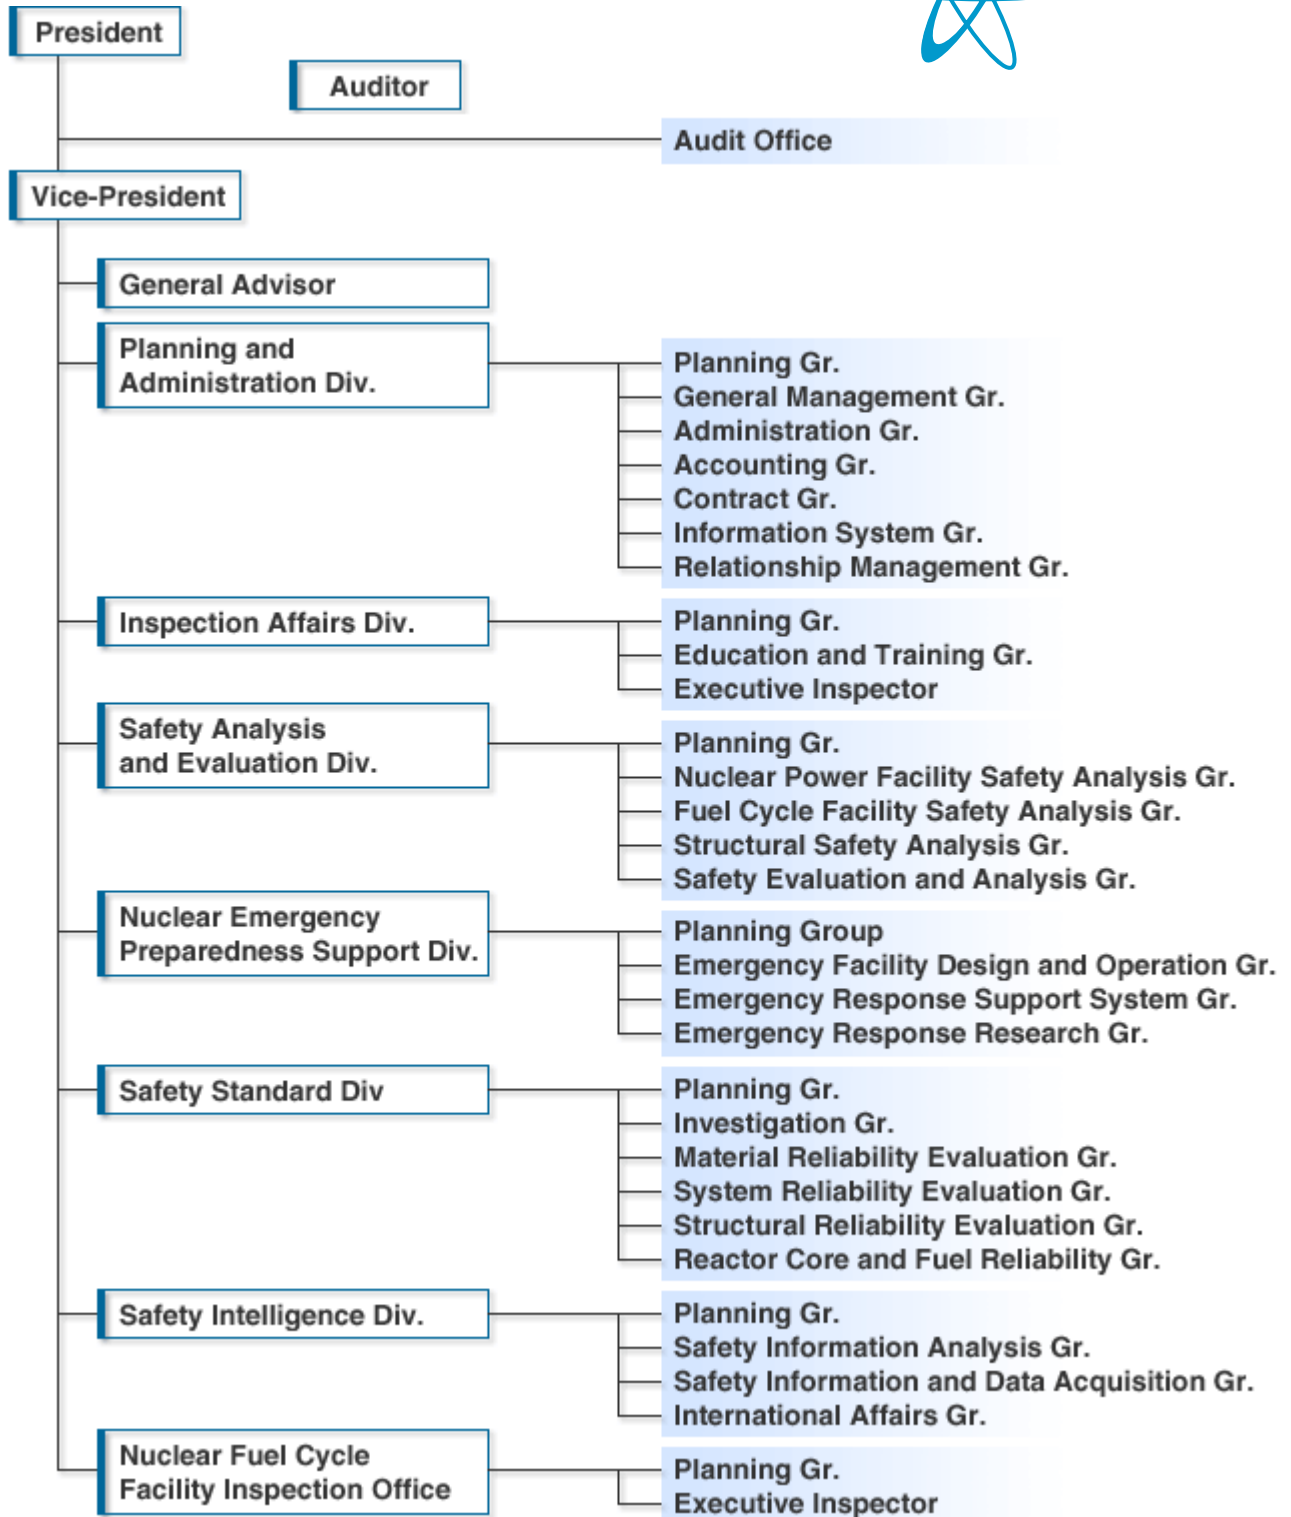 President
Auditor
Audit Office
Vice-President
General Advisor
Planning and
Administration Div.
Planning Gr.
General Management Gr.
Administration Gr.
Accounting Gr.
Contract Gr.
Information System Gr.
Relationship Management Gr.
Inspection Affairs Div.
Planning Gr.
Education and Training Gr.
Executive Inspector
Safety Analysis
and Evaluation Div.
Planning Gr.
Nuclear Power Facility Safety Analysis Gr.
Fuel Cycle Facility Safety Analysis Gr.
Structural Safety Analysis Gr.
Safety Evaluation and Analysis Gr.
Nuclear Emergency
Preparedness Support Div.
Planning Group
Emergency Facility Design and Operation Gr.
Emergency Response Support System Gr.
Emergency Response Research Gr.
Safety Standard Div
Planning Gr.
Investigation Gr.
Material Reliability Evaluation Gr.
System Reliability Evaluation Gr.
Structural Reliability Evaluation Gr.
Reactor Core and Fuel Reliability Gr.
Safety Intelligence Div.
Planning Gr.
Safety Information Analysis Gr.
Safety Information and Data Acquisition Gr.
International Affairs Gr.
Nuclear Fuel Cycle
Facility Inspection Office
Planning Gr.
Executive Inspector